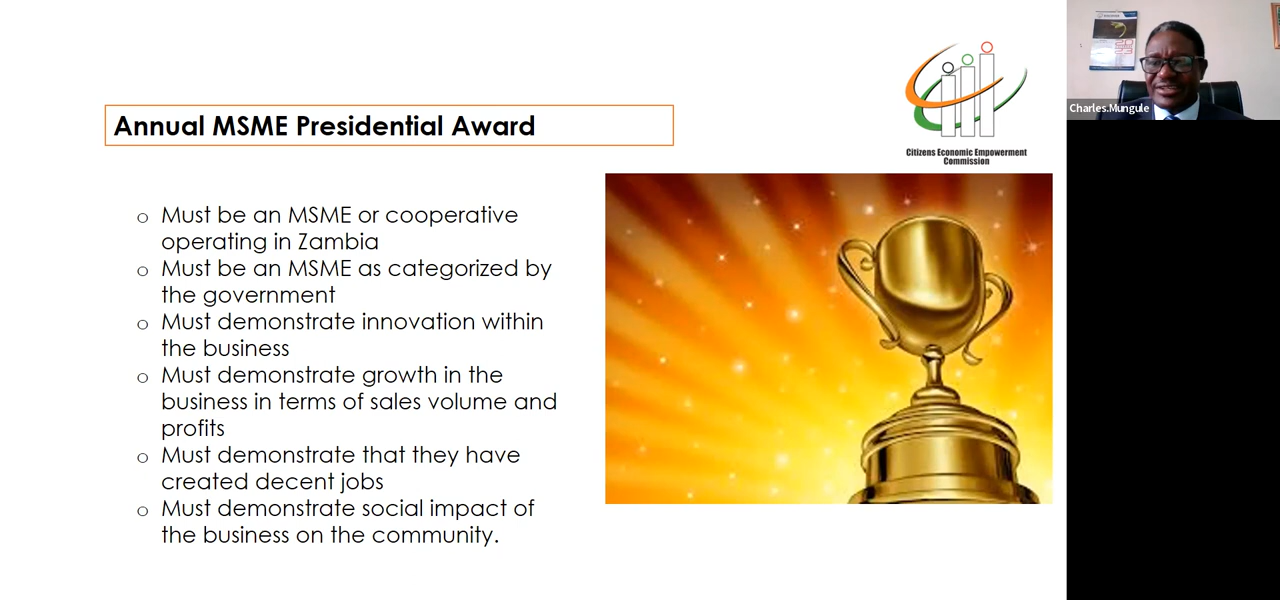 Annual MSME Presidential Award
Citizens Economic Empowerment
Commission
o Must be an MSME or cooperative
operating in Zambia
o Must be an MSME as categorized by
the government
o Must demonstrate innovation within
the business
o Must demonstrate growth in the
business in terms of sales volume and
profits
o Must demonstrate that they have
created decent jobs
o Must demonstrate social impact of
the business on the community.
Charles.Mungule